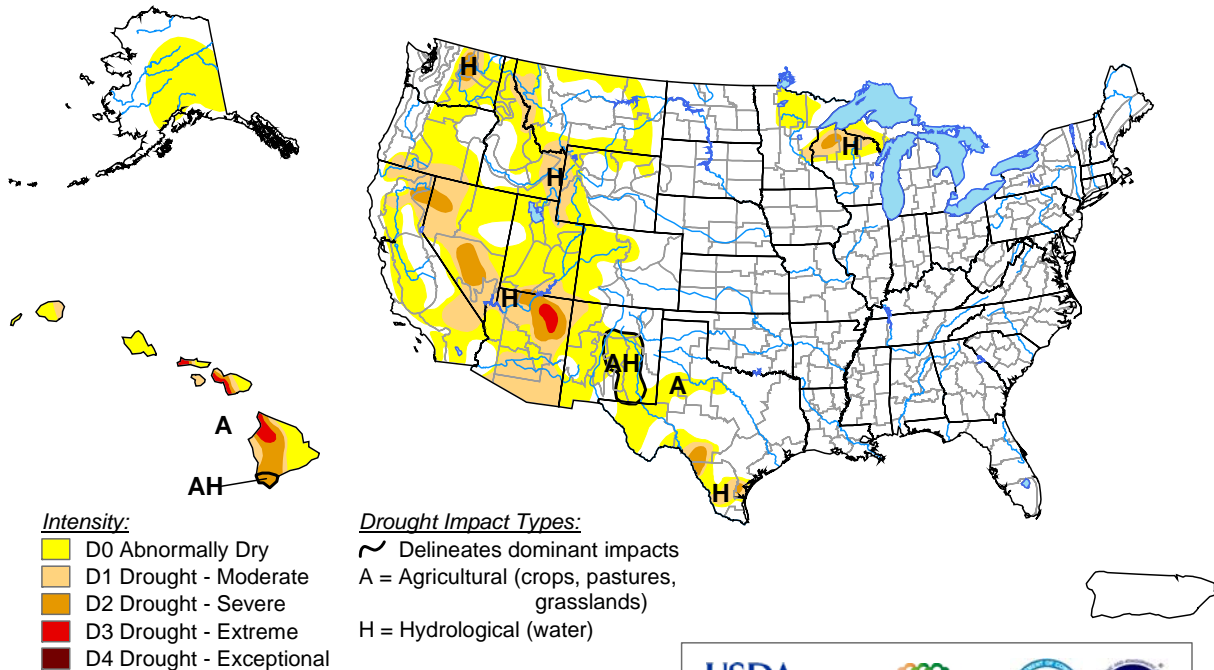 H
H
H
H
AH
A
A
AH
H
Intensity:
D0 Abnormally Dry
D1 Drought - Moderate
D2 Drought - Severe
D3 Drought - Extreme
D4 Drought - Exceptional
Drought Impact Types:
Delineates dominant impacts
A = Agricultural (crops, pastures,
grasslands)
H = Hydrological (water)
USDA